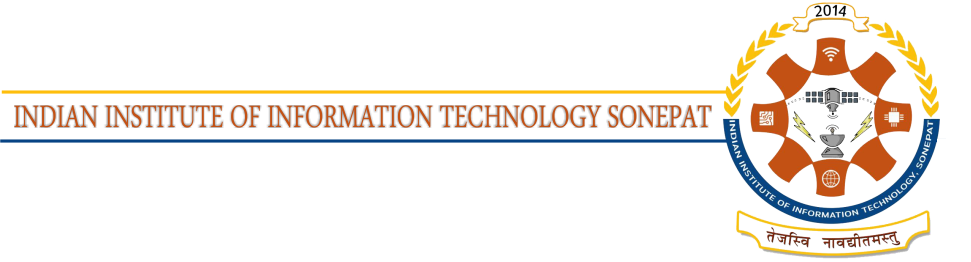 2014
INDIAN INSTITUTE OF INFORMATION TECHNOLOGY SONEPAT
INDIAN INSTITUTE OF INFORMATION TECHNOLOGY, SONEPAT
तेजस्वि नावधीतमस्तु